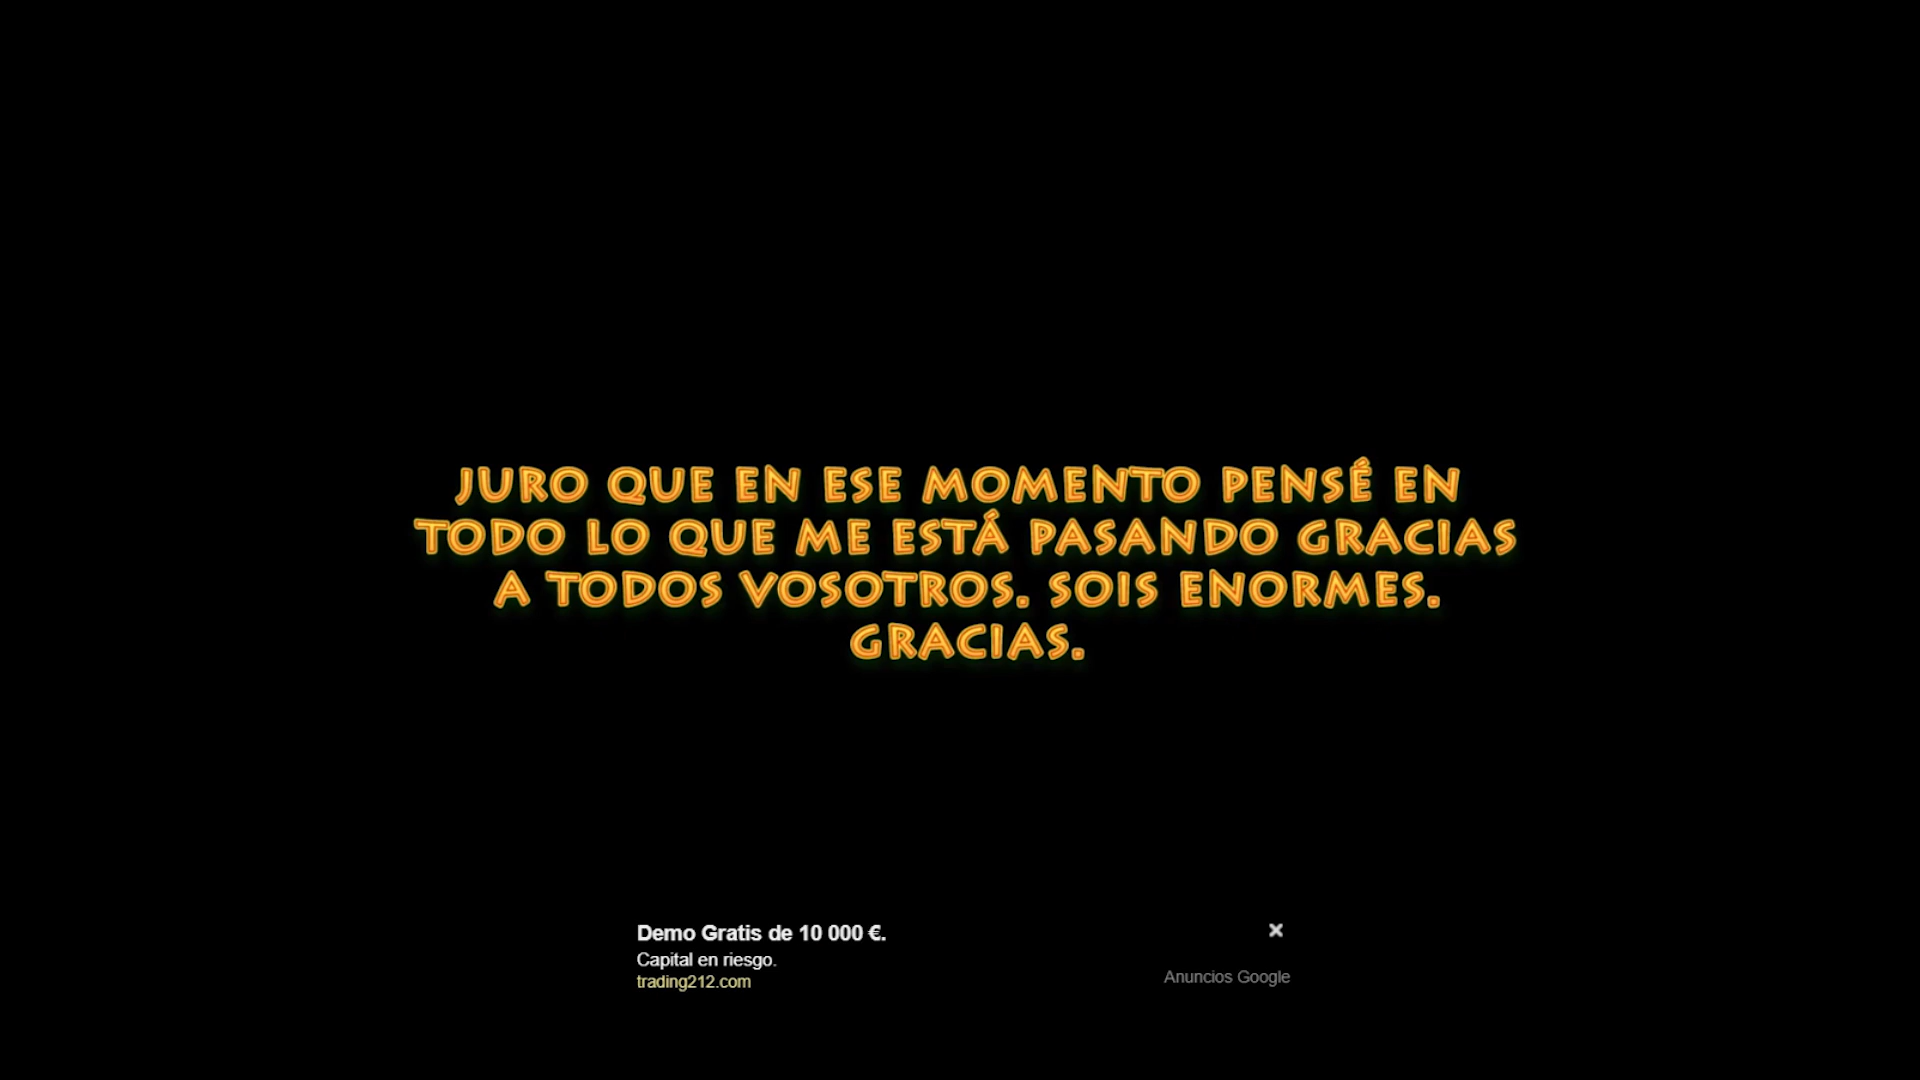 JURO QUE EN ESE MOMENTO PENSÉ EN
TODO LO QUE ME ESTÁ PASANDO GRACIAS
A TODOS VOSOTROS. SOIS ENORMES.
GRACIAS.
Demo Gratis de 10 000 €.
Capital en riesgo.
trading212.com
Anuncios Google